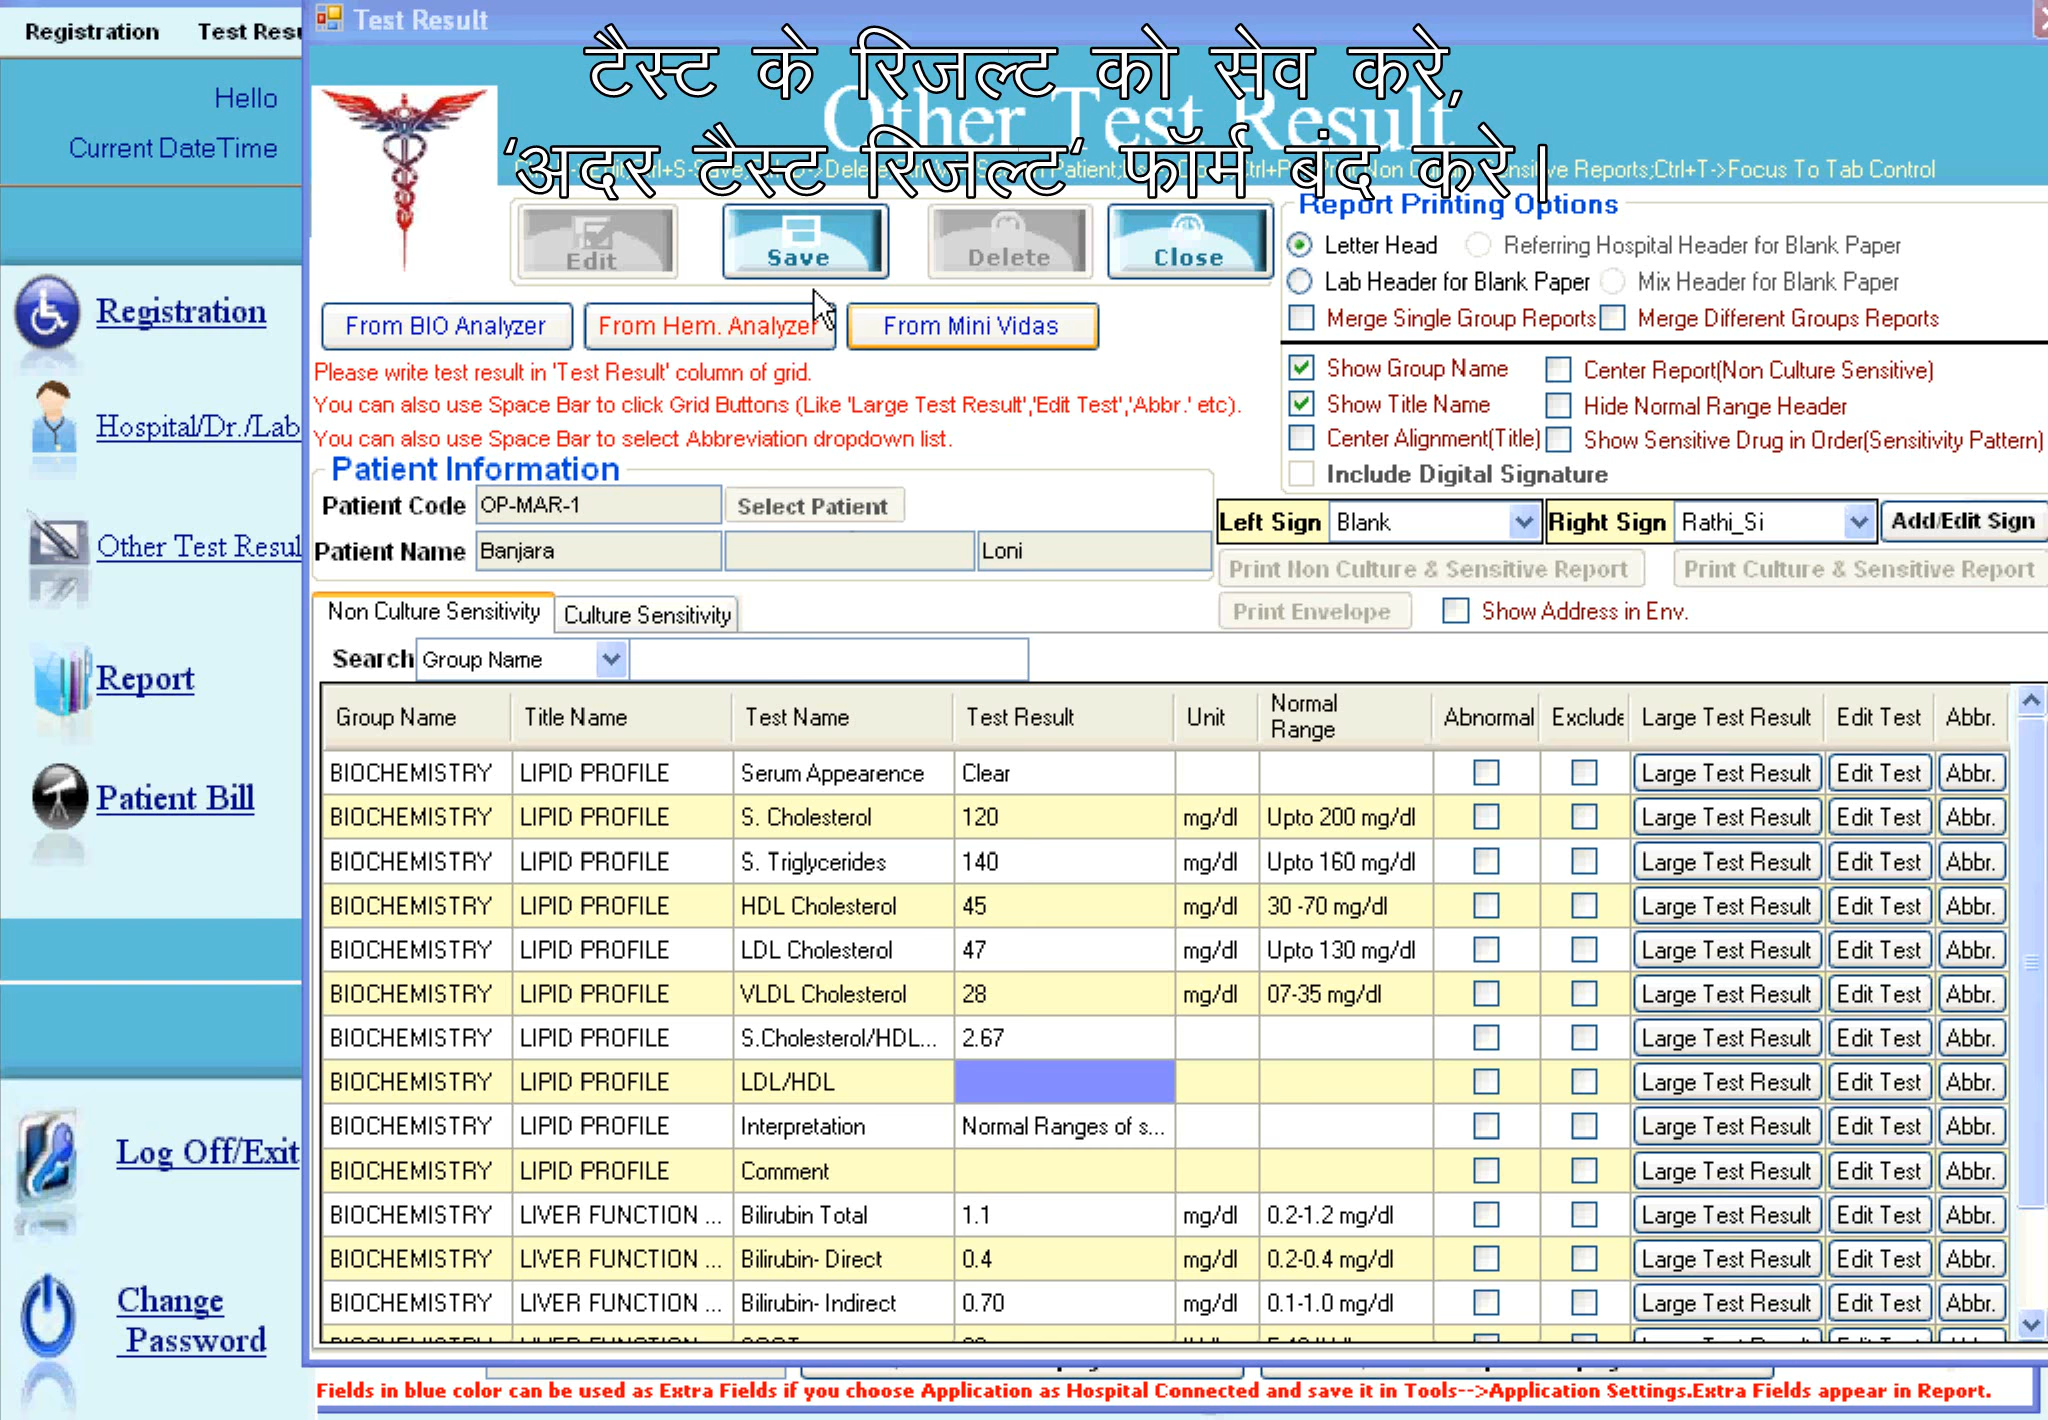 Registration Test Resu
Test Result
टैस्ट के रिजल्ट को सेव करे,
Other Test Result
'अदर टैस्ट रिजल्ट' फॉर्म बंद करे।
Hello
Current DateTime
Edit Save Delete Close
From BIO Analyzer From Hem. Analyzer From Mini Vidas
Please write test result in 'Test Result' column of grid.
You can also use Space Bar to click Grid Buttons (Like 'Large Test Result','Edit Test','Abbr.' etc).
You can also use Space Bar to select Abbreviation dropdown list.
Report Printing Options
Letter Head Referring Hospital Header for Blank Paper
Lab Header for Blank Paper Mix Header for Blank Paper
Merge Single Group Reports Merge Different Groups Reports
Show Group Name Center Report(Non Culture Sensitive)
Show Title Name Hide Normal Range Header
Center Alignment(Title) Show Sensitive Drug in Order(Sensitivity Pattern)
Include Digital Signature
Left Sign Blank Right Sign Rathi_Si Add/Edit Sign
Print Non Culture & Sensitive Report Print Culture & Sensitive Report
Print Envelope Show Address in Env.
Patient Information
Patient Code OP-MAR-1 Select Patient
Patient Name Banjara Loni
Non Culture Sensitivity Culture Sensitivity
Search Group Name
Group Name Title Name Test Name Test Result Unit Normal Range Abnormal Exclude Large Test Result Edit Test Abbr.
BIOCHEMISTRY LIPID PROFILE Serum Appearence Clear Large Test Result Edit Test Abbr.
BIOCHEMISTRY LIPID PROFILE S. Cholesterol 120 mg/dl Upto 200 mg/dl Large Test Result Edit Test Abbr.
BIOCHEMISTRY LIPID PROFILE S. Triglycerides 140 mg/dl Upto 160 mg/dl Large Test Result Edit Test Abbr.
BIOCHEMISTRY LIPID PROFILE HDL Cholesterol 45 mg/dl 30 -70 mg/dl Large Test Result Edit Test Abbr.
BIOCHEMISTRY LIPID PROFILE LDL Cholesterol 47 mg/dl Upto 130 mg/dl Large Test Result Edit Test Abbr.
BIOCHEMISTRY LIPID PROFILE VLDL Cholesterol 28 mg/dl 07-35 mg/dl Large Test Result Edit Test Abbr.
BIOCHEMISTRY LIPID PROFILE S.Cholesterol/HDL... 2.67 Large Test Result Edit Test Abbr.
BIOCHEMISTRY LIPID PROFILE LDL/HDL Large Test Result Edit Test Abbr.
BIOCHEMISTRY LIPID PROFILE Interpretation Normal Ranges of s... Large Test Result Edit Test Abbr.
BIOCHEMISTRY LIPID PROFILE Comment Large Test Result Edit Test Abbr.
BIOCHEMISTRY LIVER FUNCTION ... Bilirubin Total 1.1 mg/dl 0.2-1.2 mg/dl Large Test Result Edit Test Abbr.
BIOCHEMISTRY LIVER FUNCTION ... Bilirubin- Direct 0.4 mg/dl 0.2-0.4 mg/dl Large Test Result Edit Test Abbr.
BIOCHEMISTRY LIVER FUNCTION ... Bilirubin- Indirect 0.70 mg/dl 0.1-1.0 mg/dl Large Test Result Edit Test Abbr.
Registration
Hospital/Dr./Lab
Other Test Resul
Report
Patient Bill
Log Off/Exit
Change
Password
Fields in blue color can be used as Extra Fields if you choose Application as Hospital Connected and save it in Tools-->Application Settings.Extra Fields appear in Report.